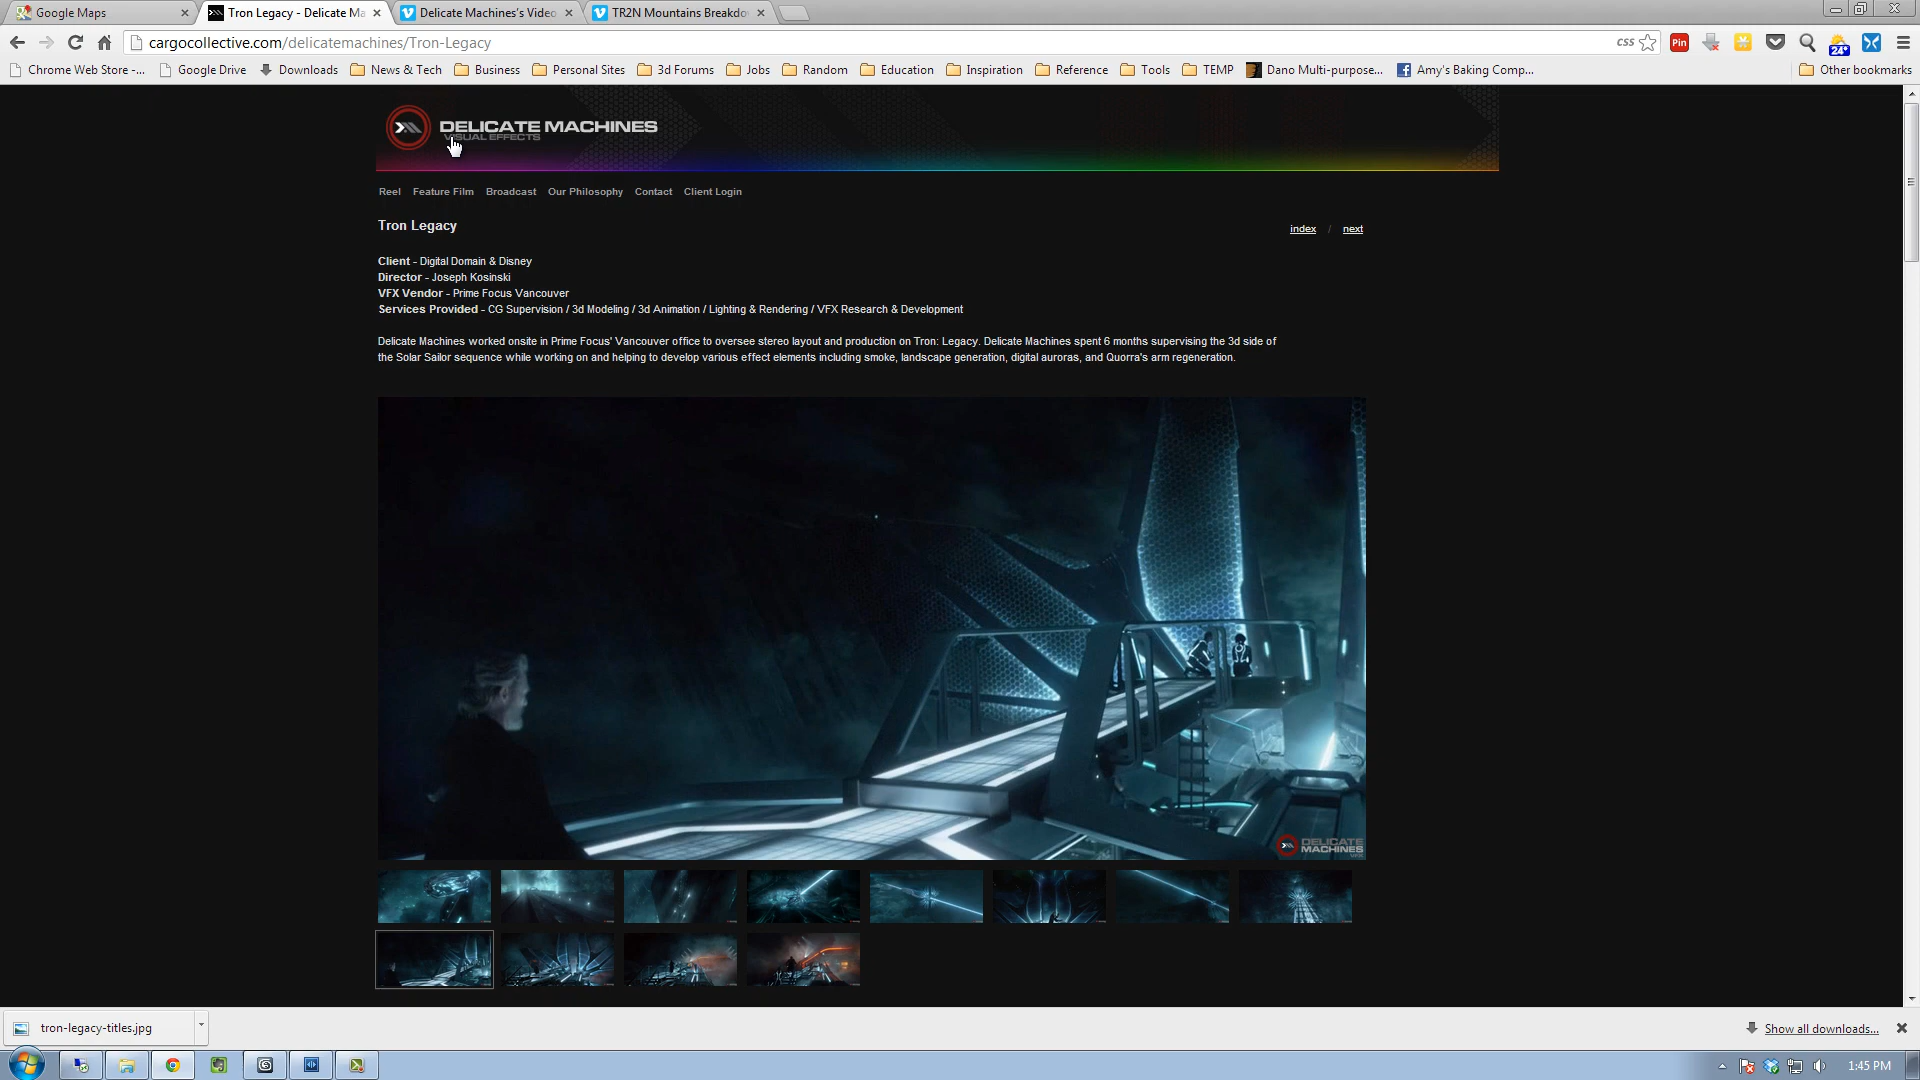 Google Maps
Tron Legacy - Delicate Ma
Delicate Machines's Video
TR2N Mountains Breakdo
cargocollective.com/delicatemachines/Tron-Legacy
css
Pin
24°
Chrome Web Store -...
Google Drive
Downloads
News & Tech
Business
Personal Sites
3d Forums
Jobs
Random
Education
Inspiration
Reference
Tools
TEMP
Dano Multi-purpose...
Amy's Baking Comp...
Other bookmarks
DELICATE MACHINES
VISUAL EFFECTS
Reel Feature Film Broadcast Our Philosophy Contact Client Login
Tron Legacy
index / next
Client - Digital Domain & Disney
Director - Joseph Kosinski
VFX Vendor - Prime Focus Vancouver
Services Provided - CG Supervision / 3d Modeling / 3d Animation / Lighting & Rendering / VFX Research & Development
Delicate Machines worked onsite in Prime Focus' Vancouver office to oversee stereo layout and production on Tron: Legacy. Delicate Machines spent 6 months supervising the 3d side of
the Solar Sailor sequence while working on and helping to develop various effect elements including smoke, landscape generation, digital auroras, and Quorra's arm regeneration.
DELICATE
MACHINES
VFX
tron-legacy-titles.jpg
Show all downloads...
1:45 PM